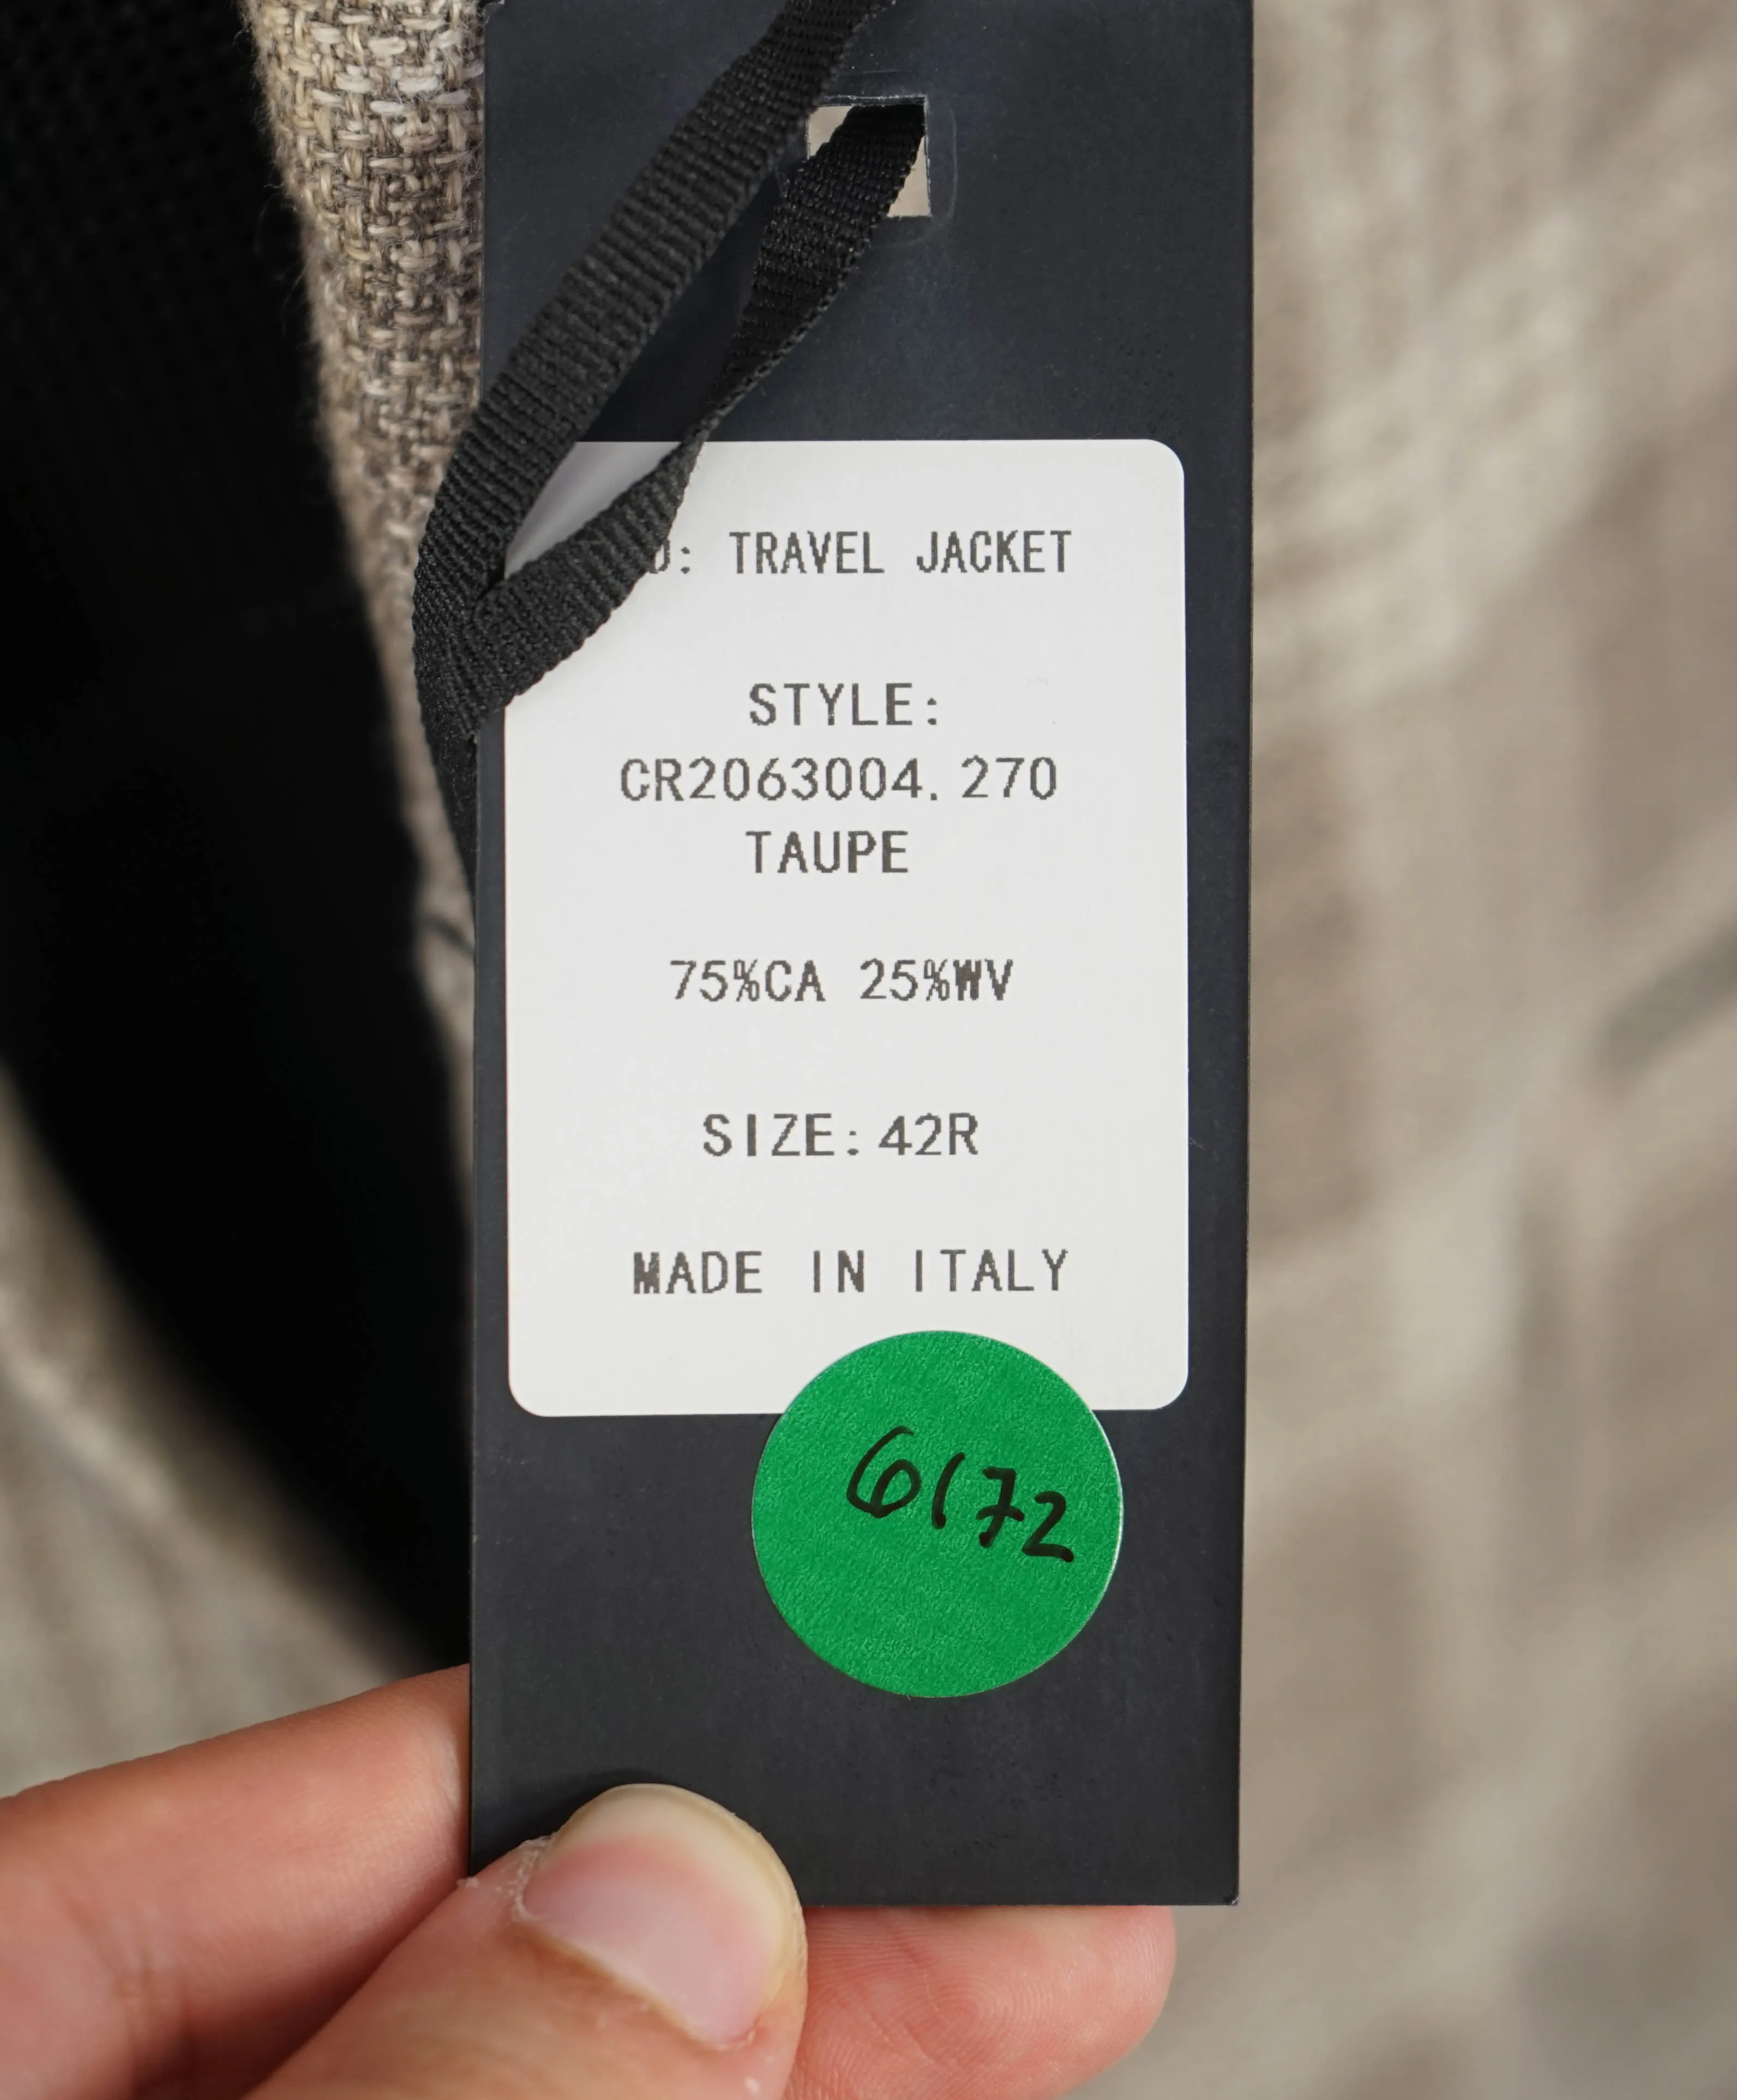 : TRAVEL JACKET
STYLE:
CR2063004.270
TAUPE
75%CA 25%WV
SIZE:42R
MADE IN ITALY
6172